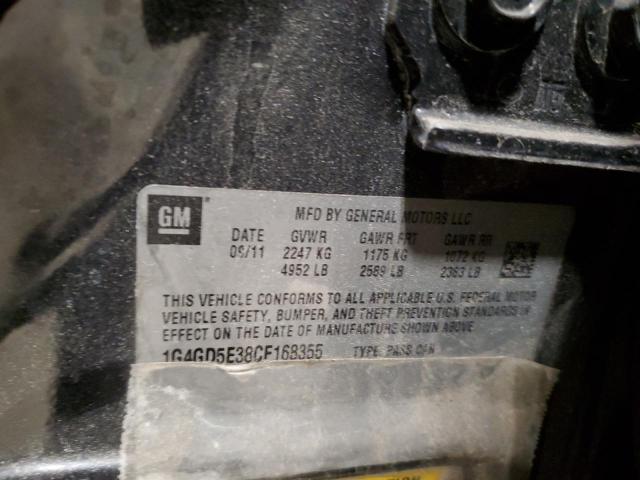 GM
MFD BY GENERAL MOTORS LLC
DATE GVWR GAWR FRT GAWR RR
09/11 2247 KG 1175 KG 1072 KG
4952 LB 2589 LB 2363 LB
THIS VEHICLE CONFORMS TO ALL APPLICABLE U.S. FEDERAL MOTOR
VEHICLE SAFETY, BUMPER, AND THEFT PREVENTION STANDARDS IN
EFFECT ON THE DATE OF MANUFACTURE SHOWN ABOVE.
1G4GD5E38CF168355 TYPE: PASS CAR